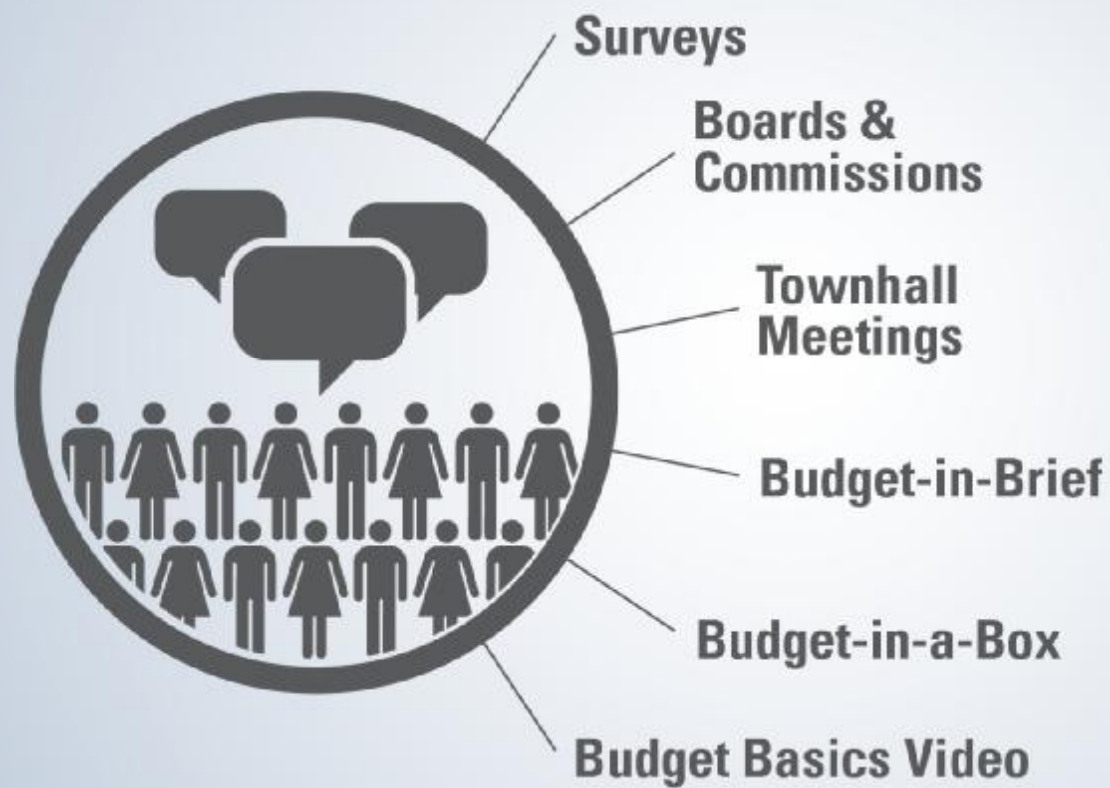 Surveys
Boards &
Commissions
Townhall
Meetings
Budget-in-Brief
Budget-in-a-Box
Budget Basics Video